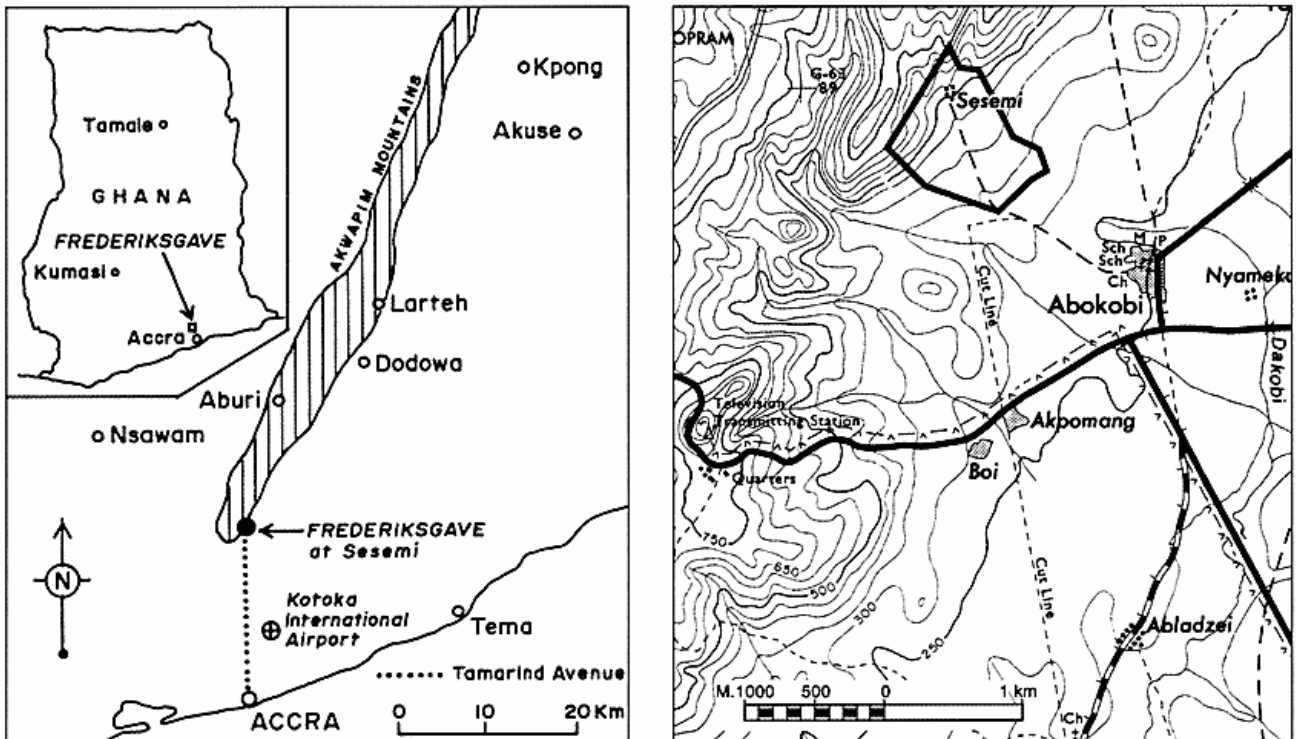 Tamale
GHANA
FREDERIKSGAVE
Kumasi
Accra
AKWAPIM MOUNTAINS
Kpong
Akuse
Larteh
Dodowa
Aburi
Nsawam
FREDERIKSGAVE
at Sesemi
N
Kotoka
International
Airport
Tema
Tamarind Avenue
ACCRA
0 10 20 Km
OPRAM
G-63
89
Sesemi
M P
Sch
Sch
Ch
Abokobi
Nyameko
Cut Line
Dakobi
Television
Transmitting Station
Akpomang
Boi
Quarters
750
650
500
300
250
Cut Line
Abladzei
M.1000 500 0 1 km
Ch